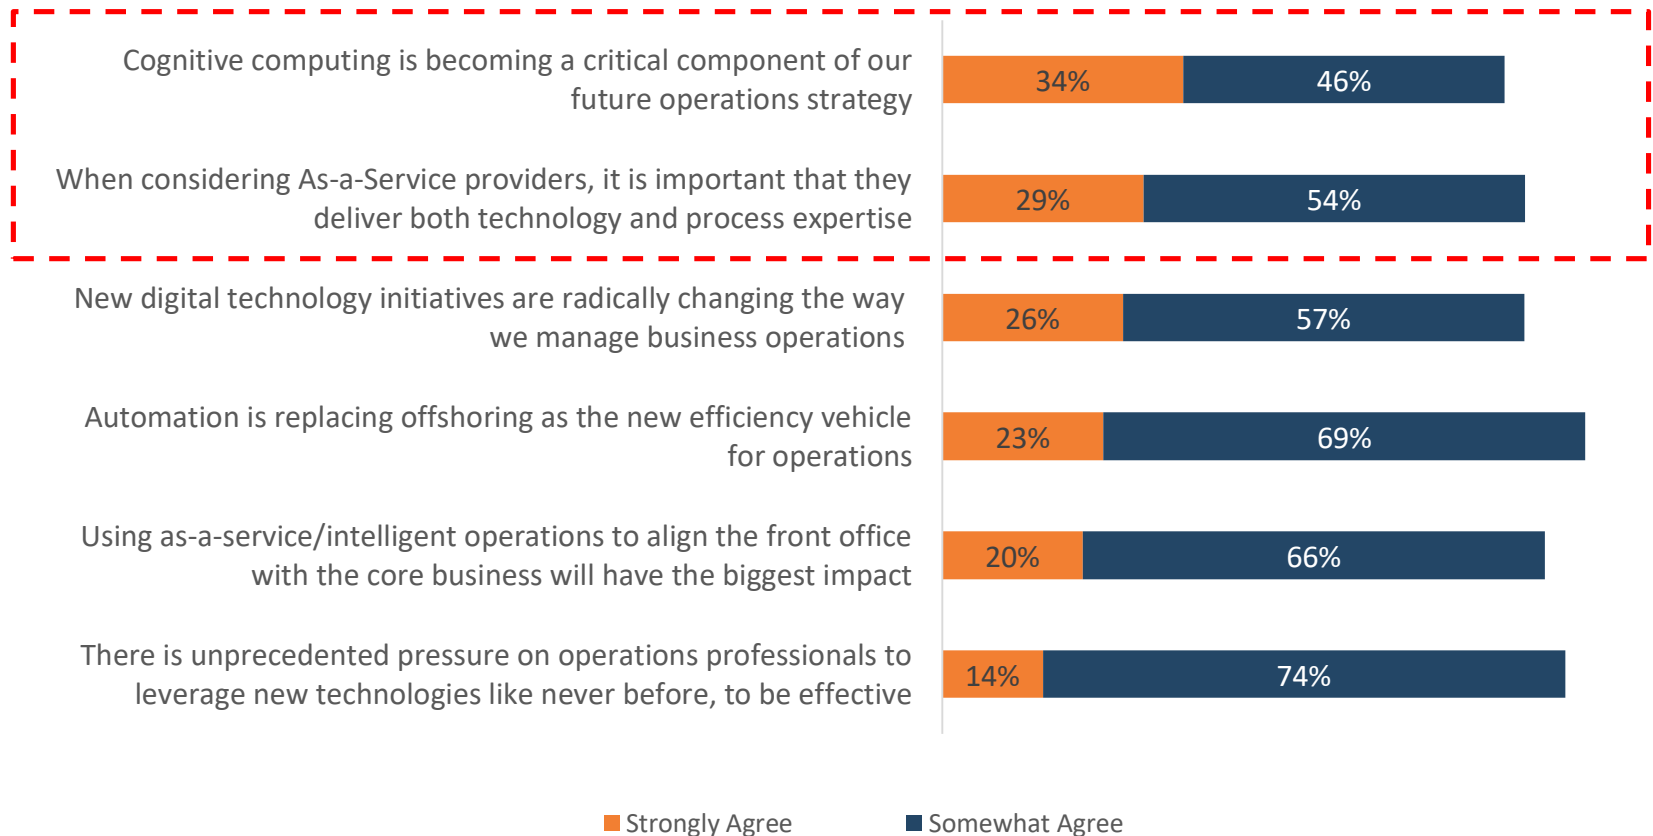 Cognitive computing is becoming a critical component of our
future operations strategy
34% 46%
When considering As-a-Service providers, it is important that they
deliver both technology and process expertise
29% 54%
New digital technology initiatives are radically changing the way
we manage business operations
26% 57%
Automation is replacing offshoring as the new efficiency vehicle
for operations
23% 69%
Using as-a-service/intelligent operations to align the front office
with the core business will have the biggest impact
20% 66%
There is unprecedented pressure on operations professionals to
leverage new technologies like never before, to be effective
14% 74%
Strongly Agree Somewhat Agree